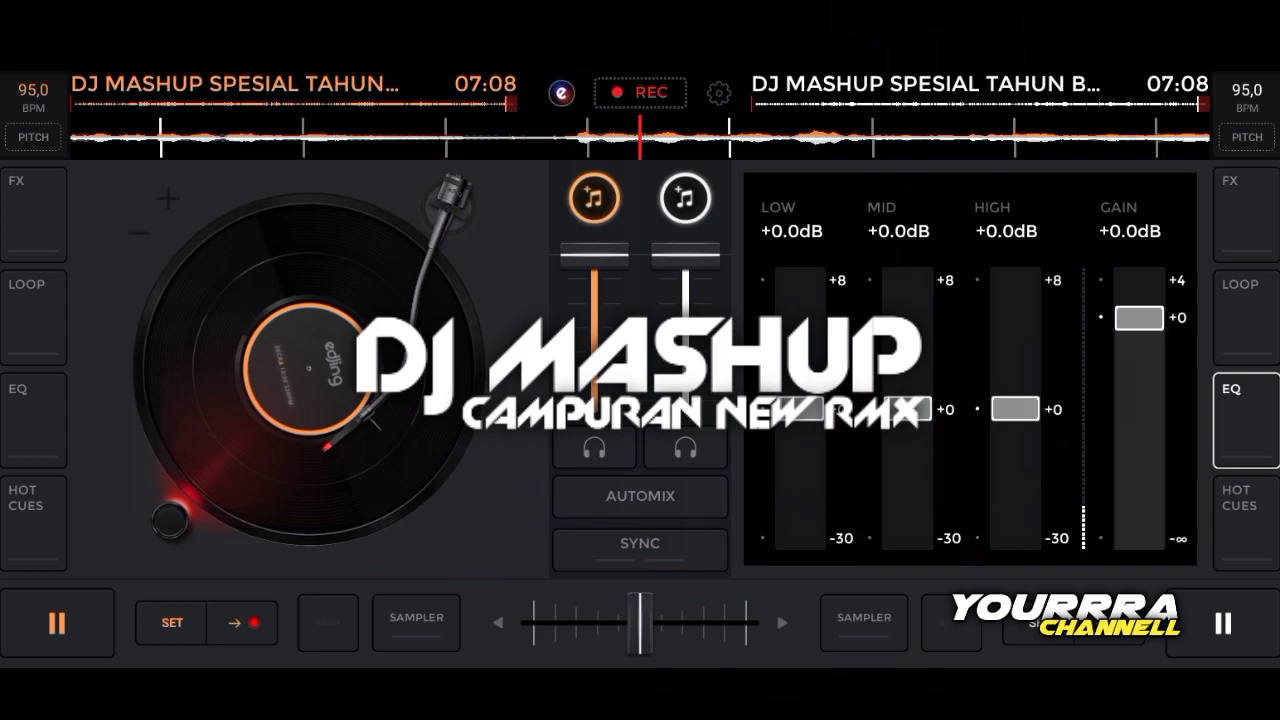 95,0
BPM
PITCH
DJ MASHUP SPESIAL TAHUN...
07:08
e
REC
DJ MASHUP SPESIAL TAHUN B...
07:08
95,0
BPM
PITCH
FX
LOOP
EQ
HOT
CUES
edjing
LOW
+0.0dB
MID
+0.0dB
HIGH
+0.0dB
GAIN
+0.0dB
+8
+8
+8
+4
+0
+0
+0
-30
-30
-30
-∞
DJ MASHUP
CAMPURAN NEW RMX
AUTOMIX
SYNC
FX
LOOP
EQ
HOT
CUES
SET
SAMPLER
SAMPLER
YOURRRA
CHANNELL